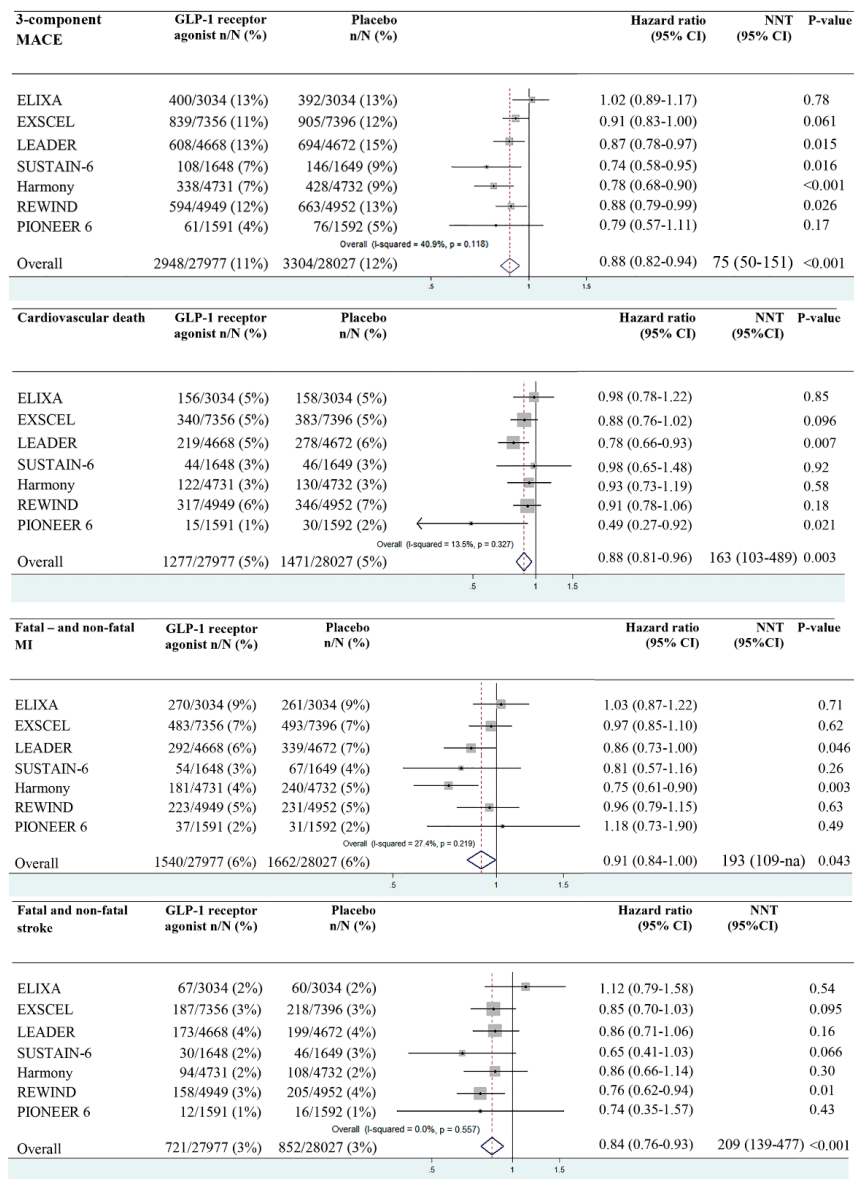 3-component GLP-1 receptor Placebo Hazard ratio NNT P-value
MACE agonist n/N (%) n/N (%) (95% CI) (95% CI)
ELIXA 400/3034 (13%) 392/3034 (13%) 1.02 (0.89-1.17) 0.78
EXSCEL 839/7356 (11%) 905/7396 (12%) 0.91 (0.83-1.00) 0.061
LEADER 608/4668 (13%) 694/4672 (15%) 0.87 (0.78-0.97) 0.015
SUSTAIN-6 108/1648 (7%) 146/1649 (9%) 0.74 (0.58-0.95) 0.016
Harmony 338/4731 (7%) 428/4732 (9%) 0.78 (0.68-0.90) <0.001
REWIND 594/4949 (12%) 663/4952 (13%) 0.88 (0.79-0.99) 0.026
PIONEER 6 61/1591 (4%) 76/1592 (5%) 0.79 (0.57-1.11) 0.17
Overall (I-squared = 40.9%, p = 0.118)
Overall 2948/27977 (11%) 3304/28027 (12%) 0.88 (0.82-0.94) 75 (50-151) <0.001
.5 1 1.5
Cardiovascular death GLP-1 receptor Placebo Hazard ratio NNT P-value
agonist n/N (%) n/N (%) (95% CI) (95%CI)
ELIXA 156/3034 (5%) 158/3034 (5%) 0.98 (0.78-1.22) 0.85
EXSCEL 340/7356 (5%) 383/7396 (5%) 0.88 (0.76-1.02) 0.096
LEADER 219/4668 (5%) 278/4672 (6%) 0.78 (0.66-0.93) 0.007
SUSTAIN-6 44/1648 (3%) 46/1649 (3%) 0.98 (0.65-1.48) 0.92
Harmony 122/4731 (3%) 130/4732 (3%) 0.93 (0.73-1.19) 0.58
REWIND 317/4949 (6%) 346/4952 (7%) 0.91 (0.78-1.06) 0.18
PIONEER 6 15/1591 (1%) 30/1592 (2%) 0.49 (0.27-0.92) 0.021
Overall (I-squared = 13.5%, p = 0.327)
Overall 1277/27977 (5%) 1471/28027 (5%) 0.88 (0.81-0.96) 163 (103-489) 0.003
.5 1 1.5
Fatal – and non-fatal GLP-1 receptor Placebo Hazard ratio NNT P-value
MI agonist n/N (%) n/N (%) (95% CI) (95%CI)
ELIXA 270/3034 (9%) 261/3034 (9%) 1.03 (0.87-1.22) 0.71
EXSCEL 483/7356 (7%) 493/7396 (7%) 0.97 (0.85-1.10) 0.62
LEADER 292/4668 (6%) 339/4672 (7%) 0.86 (0.73-1.00) 0.046
SUSTAIN-6 54/1648 (3%) 67/1649 (4%) 0.81 (0.57-1.16) 0.26
Harmony 181/4731 (4%) 240/4732 (5%) 0.75 (0.61-0.90) 0.003
REWIND 223/4949 (5%) 231/4952 (5%) 0.96 (0.79-1.15) 0.63
PIONEER 6 37/1591 (2%) 31/1592 (2%) 1.18 (0.73-1.90) 0.49
Overall (I-squared = 27.4%, p = 0.219)
Overall 1540/27977 (6%) 1662/28027 (6%) 0.91 (0.84-1.00) 193 (109-na) 0.043
.5 1 1.5
Fatal and non-fatal GLP-1 receptor Placebo Hazard ratio NNT
stroke agonist n/N (%) n/N (%) (95% CI) (95%CI)
ELIXA 67/3034 (2%) 60/3034 (2%) 1.12 (0.79-1.58) 0.54
EXSCEL 187/7356 (3%) 218/7396 (3%) 0.85 (0.70-1.03) 0.095
LEADER 173/4668 (4%) 199/4672 (4%) 0.86 (0.71-1.06) 0.16
SUSTAIN-6 30/1648 (2%) 46/1649 (3%) 0.65 (0.41-1.03) 0.066
Harmony 94/4731 (2%) 108/4732 (2%) 0.86 (0.66-1.14) 0.30
REWIND 158/4949 (3%) 205/4952 (4%) 0.76 (0.62-0.94) 0.01
PIONEER 6 12/1591 (1%) 16/1592 (1%) 0.74 (0.35-1.57) 0.43
Overall (I-squared = 0.0%, p = 0.557)
Overall 721/27977 (3%) 852/28027 (3%) 0.84 (0.76-0.93) 209 (139-477) <0.001
.5 1 1.5